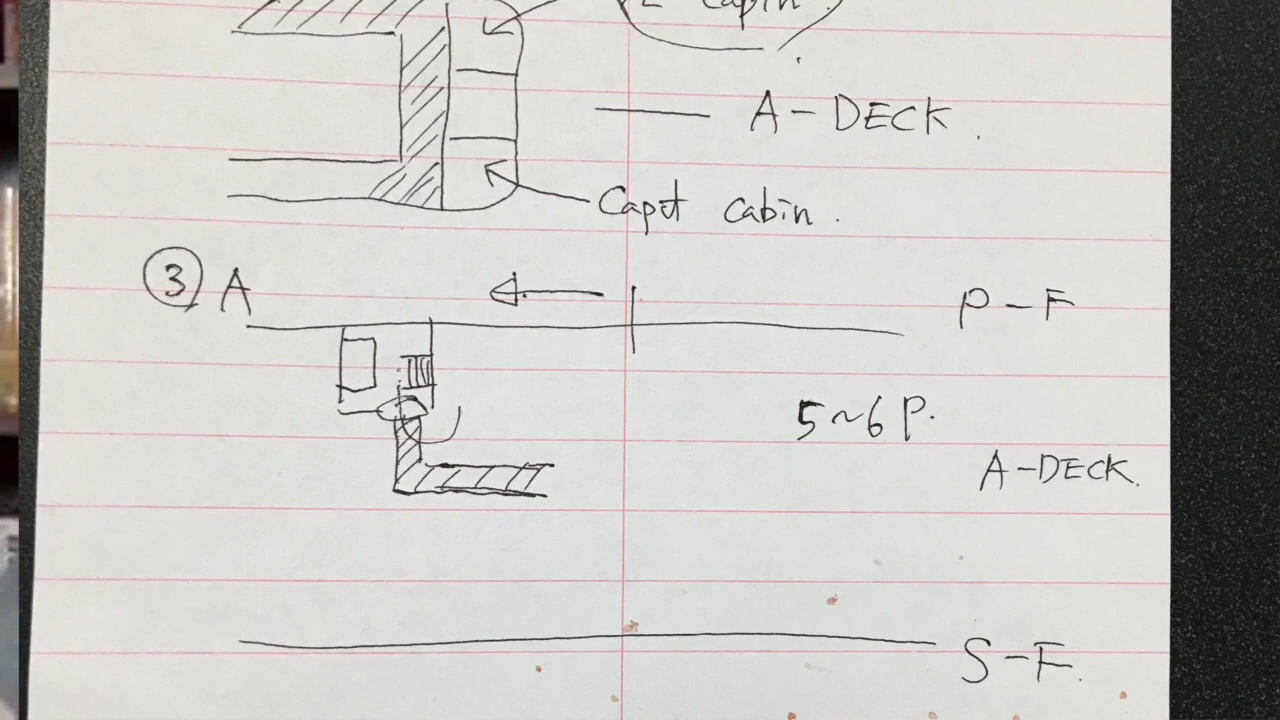 A-DECK.
Capt cabin.
③ A
P-F
5~6 P.
A-DECK.
S-F.